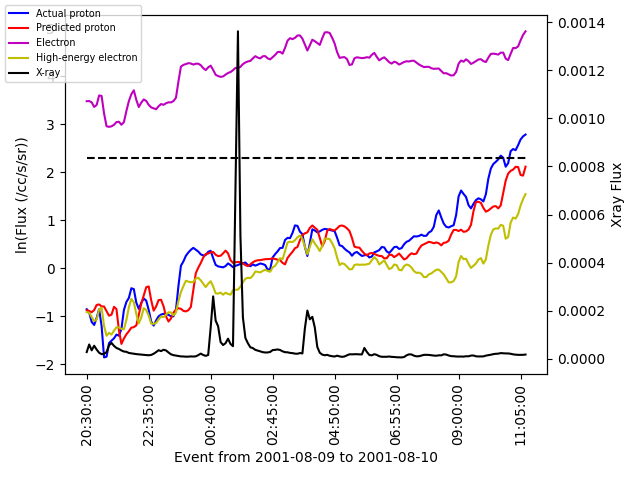 Actual proton
Predicted proton
Electron
High-energy electron
X-ray
ln(Flux (/cc/s/sr))
3
2
1
0
−1
−2
0.0014
0.0012
0.0010
0.0008
0.0006
0.0004
0.0002
0.0000
Xray Flux
20:30:00
22:35:00
00:40:00
02:45:00
04:50:00
06:55:00
09:00:00
11:05:00
Event from 2001-08-09 to 2001-08-10